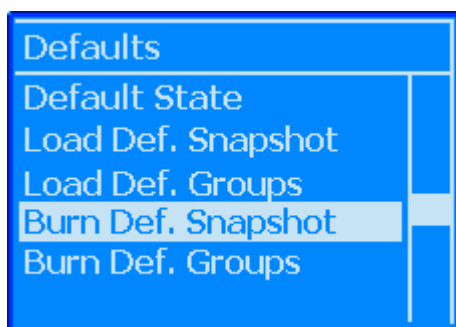 Defaults
Default State
Load Def. Snapshot
Load Def. Groups
Burn Def. Snapshot
Burn Def. Groups